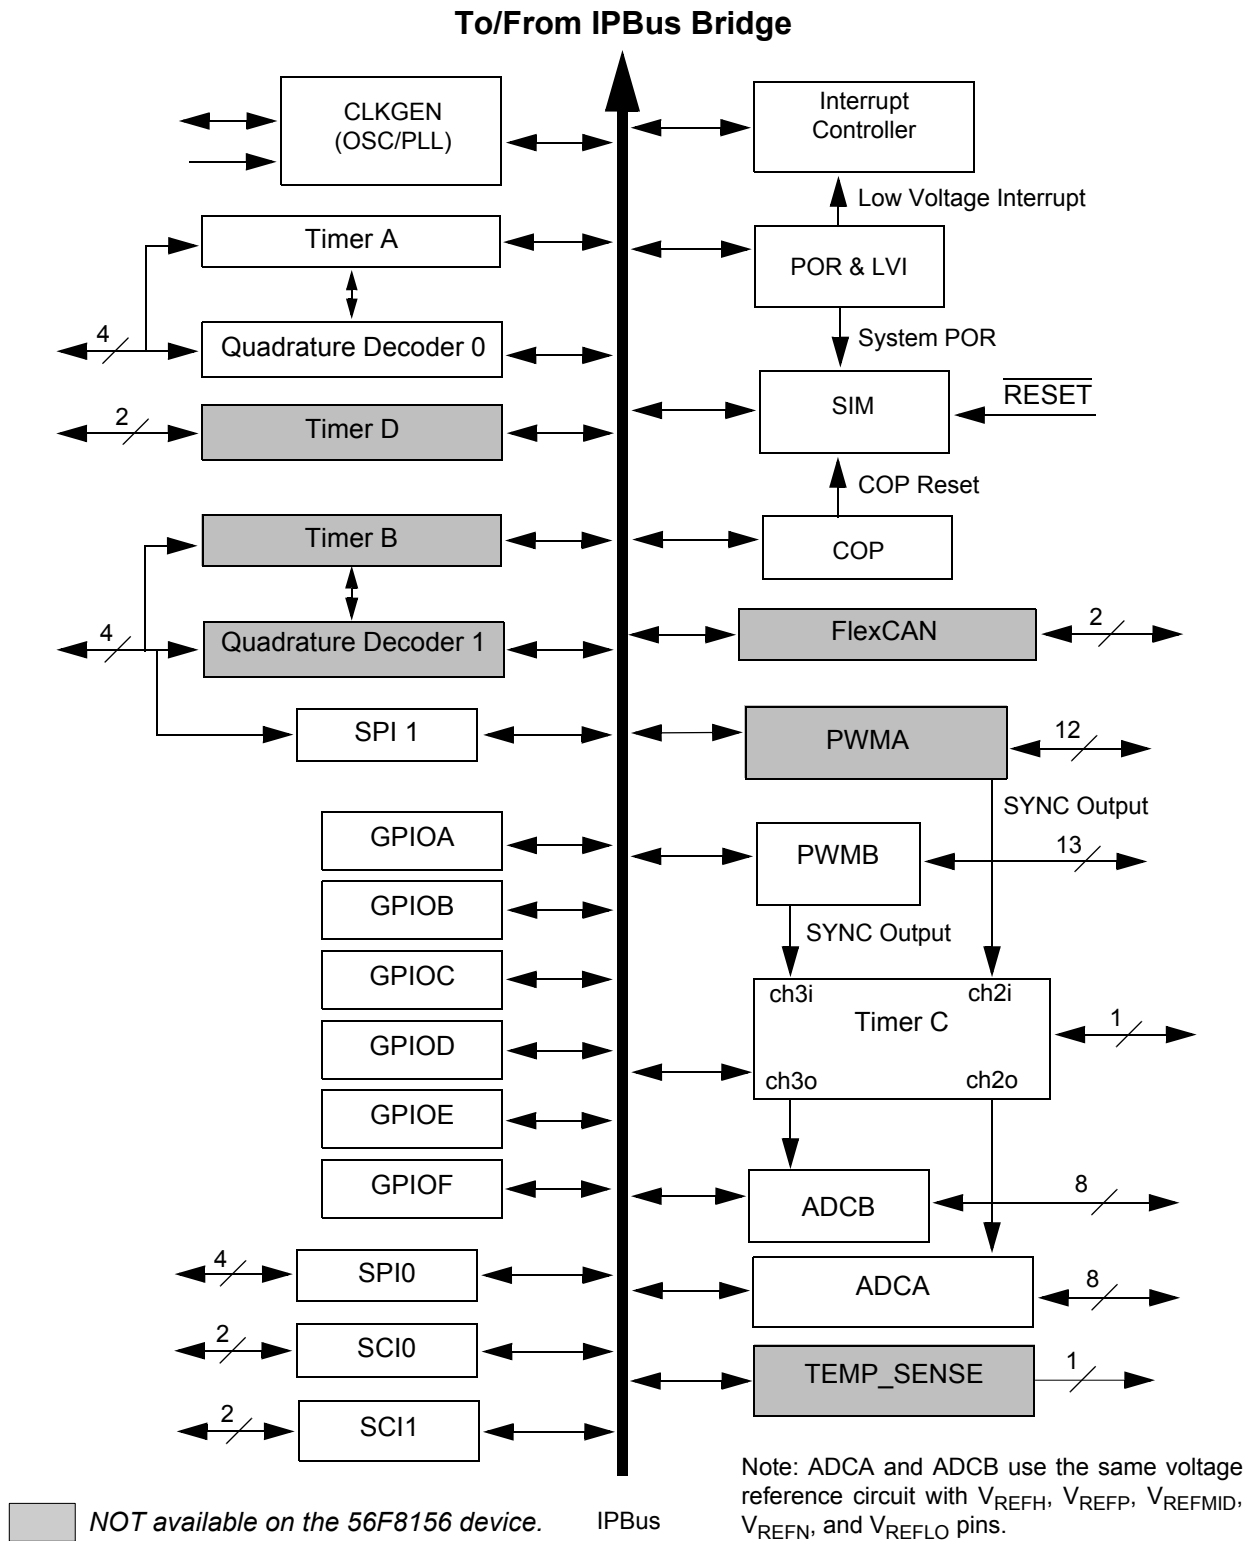 To/From IPBus Bridge
CLKGEN
(OSC/PLL)
Timer A
4
Quadrature Decoder 0
2
Timer D
Timer B
4
Quadrature Decoder 1
SPI 1
GPIOA
GPIOB
GPIOC
GPIOD
GPIOE
GPIOF
4
SPI0
2
SCI0
2
SCI1
Interrupt
Controller
Low Voltage Interrupt
POR & LVI
System POR
SIM
RESET
COP Reset
COP
FlexCAN
2
PWMA
12
SYNC Output
PWMB
13
SYNC Output
ch3i
ch2i
Timer C
1
ch3o
ch2o
ADCB
8
ADCA
8
TEMP_SENSE
1
NOT available on the 56F8156 device.
IPBus
Note: ADCA and ADCB use the same voltage
reference circuit with VREFH, VREFP, VREFMID,
VREFN, and VREFLO pins.